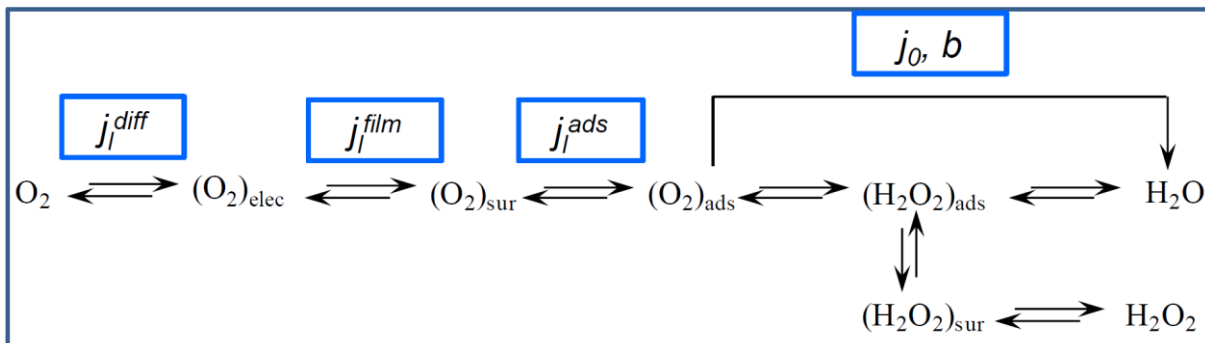 j₀, b
jₗᵈⁱᶠᶠ jₗᶠⁱˡᵐ jₗᵃᵈˢ
O₂ (O₂)elec (O₂)sur (O₂)ads (H₂O₂)ads H₂O
(H₂O₂)sur H₂O₂